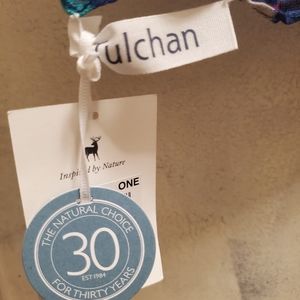 ulchan
Inspired by Nature
ONE
THE NATURAL CHOICE
30
EST 1984
FOR THIRTY YEARS